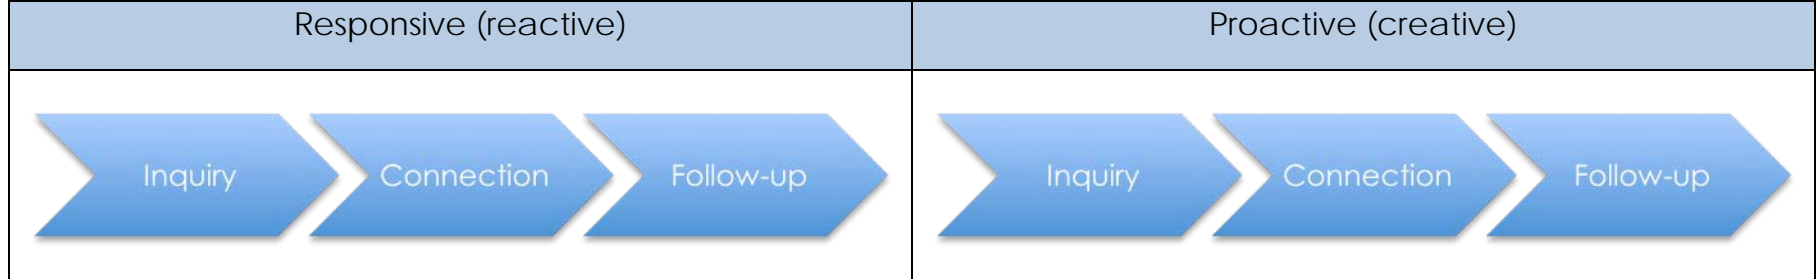 Responsive (reactive)
Proactive (creative)
Inquiry
Connection
Follow-up
Inquiry
Connection
Follow-up